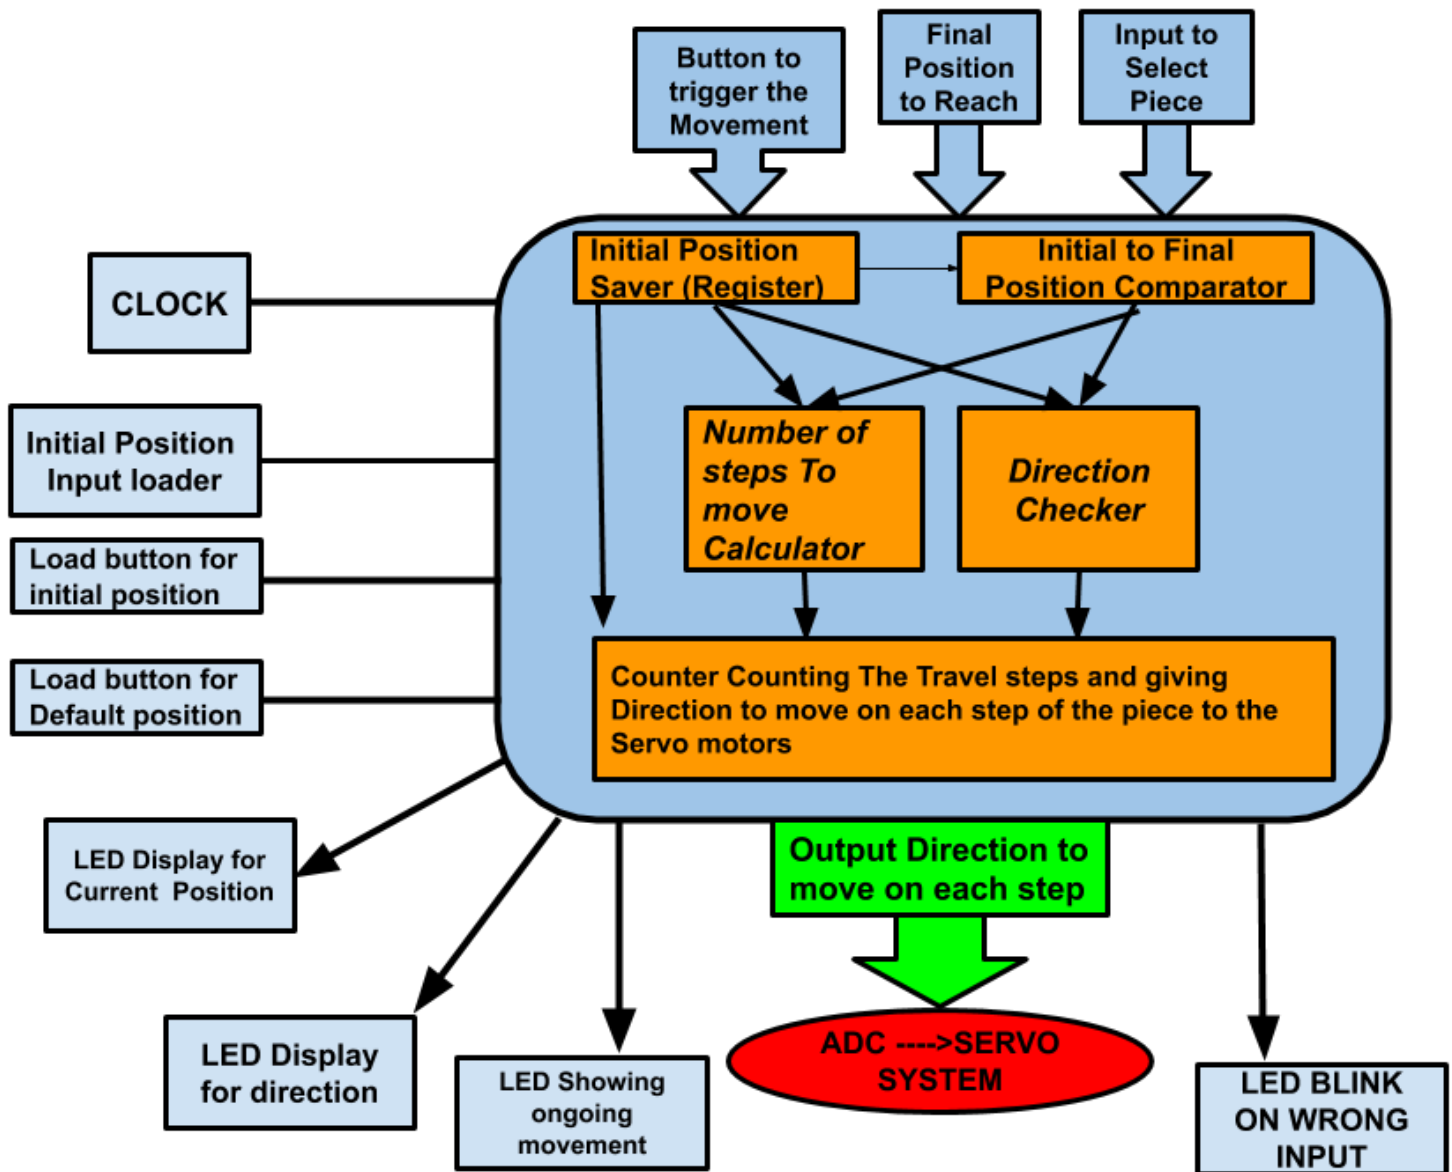 Button to
trigger the
Movement
Final
Position
to Reach
Input to
Select
Piece
CLOCK
Initial Position
Input loader
Load button for
initial position
Load button for
Default position
Initial Position
Saver (Register)
Initial to Final
Position Comparator
Number of
steps To
move
Calculator
Direction
Checker
Counter Counting The Travel steps and giving
Direction to move on each step of the piece to the
Servo motors
LED Display for
Current Position
LED Display
for direction
LED Showing
ongoing
movement
Output Direction to
move on each step
ADC ---->SERVO
SYSTEM
LED BLINK
ON WRONG
INPUT